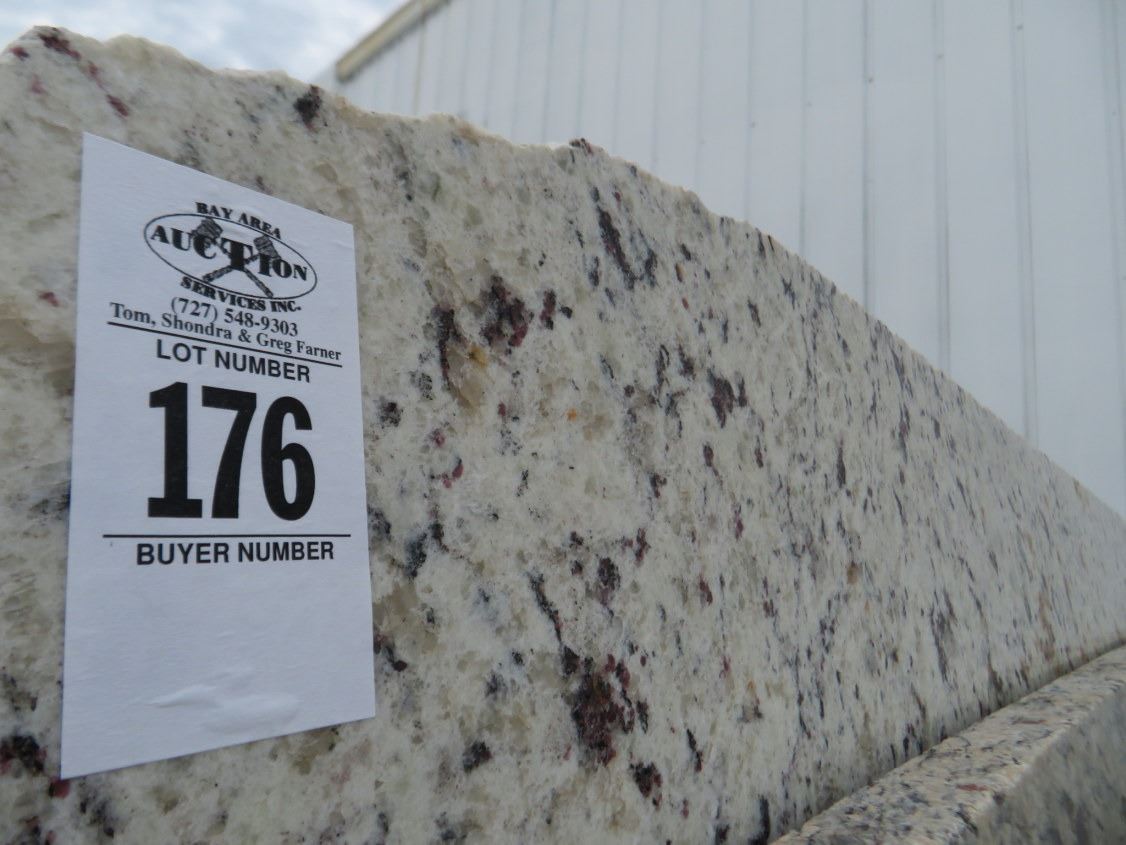 BAY AREA
AUCTION
SERVICES INC.
(727) 548-9303
Tom, Shondra & Greg Farner
LOT NUMBER
176
BUYER NUMBER